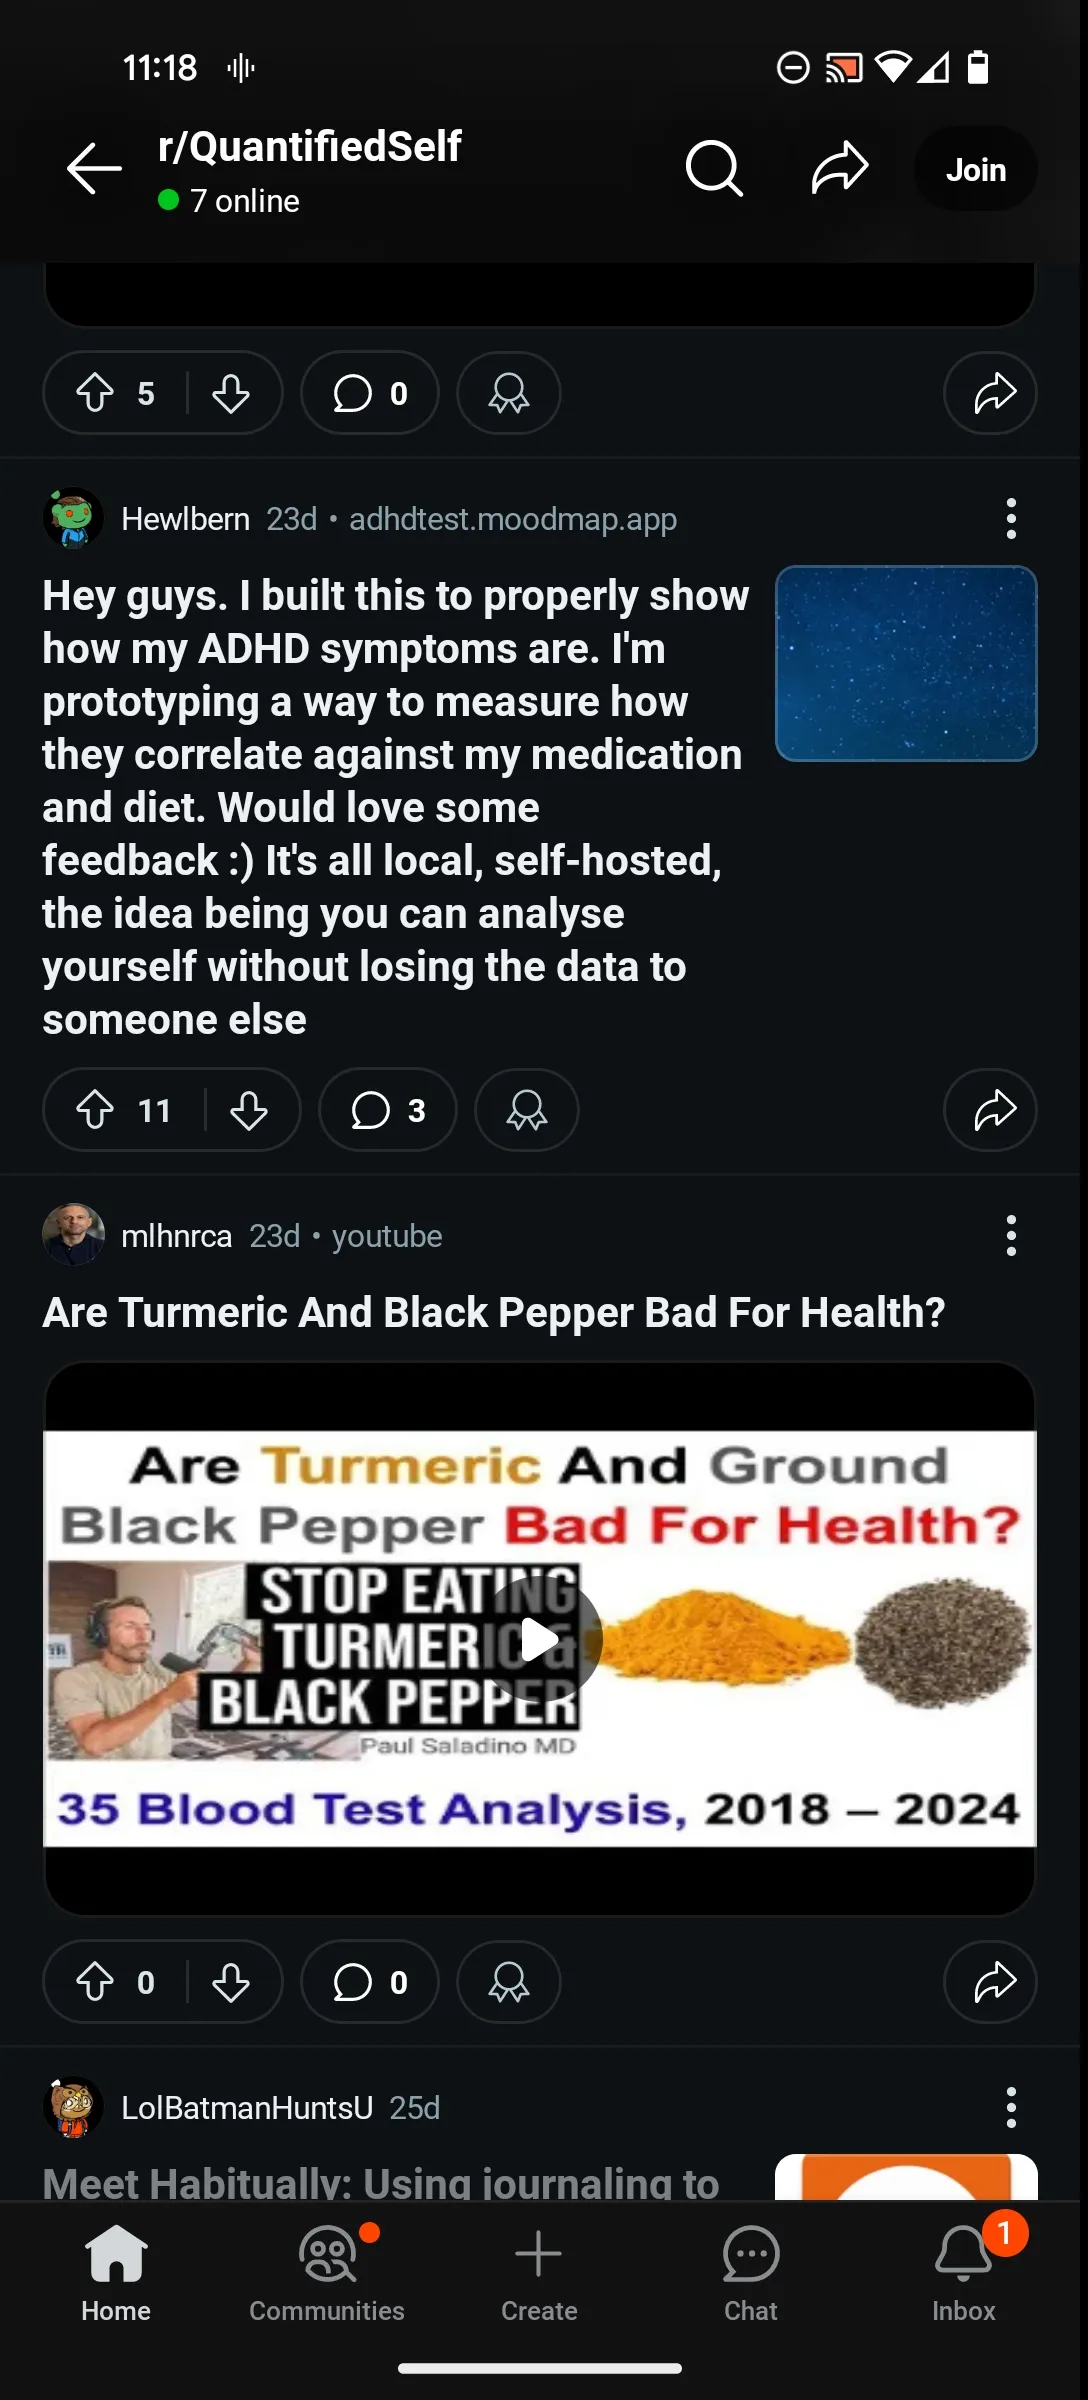 11:18
r/QuantifiedSelf
7 online
Join
5
0
Hewlbern 23d • adhdtest.moodmap.app
Hey guys. I built this to properly show
how my ADHD symptoms are. I'm
prototyping a way to measure how
they correlate against my medication
and diet. Would love some
feedback :) It's all local, self-hosted,
the idea being you can analyse
yourself without losing the data to
someone else
11
3
mlhnrca 23d • youtube
Are Turmeric And Black Pepper Bad For Health?
Are Turmeric And Ground
Black Pepper Bad For Health?
STOP EATING
TURMERIC &
BLACK PEPPER
Paul Saladino MD
35 Blood Test Analysis, 2018 – 2024
0
0
LolBatmanHuntsU 25d
Meet Habitually: Using journaling to
Home
Communities
Create
Chat
1
Inbox